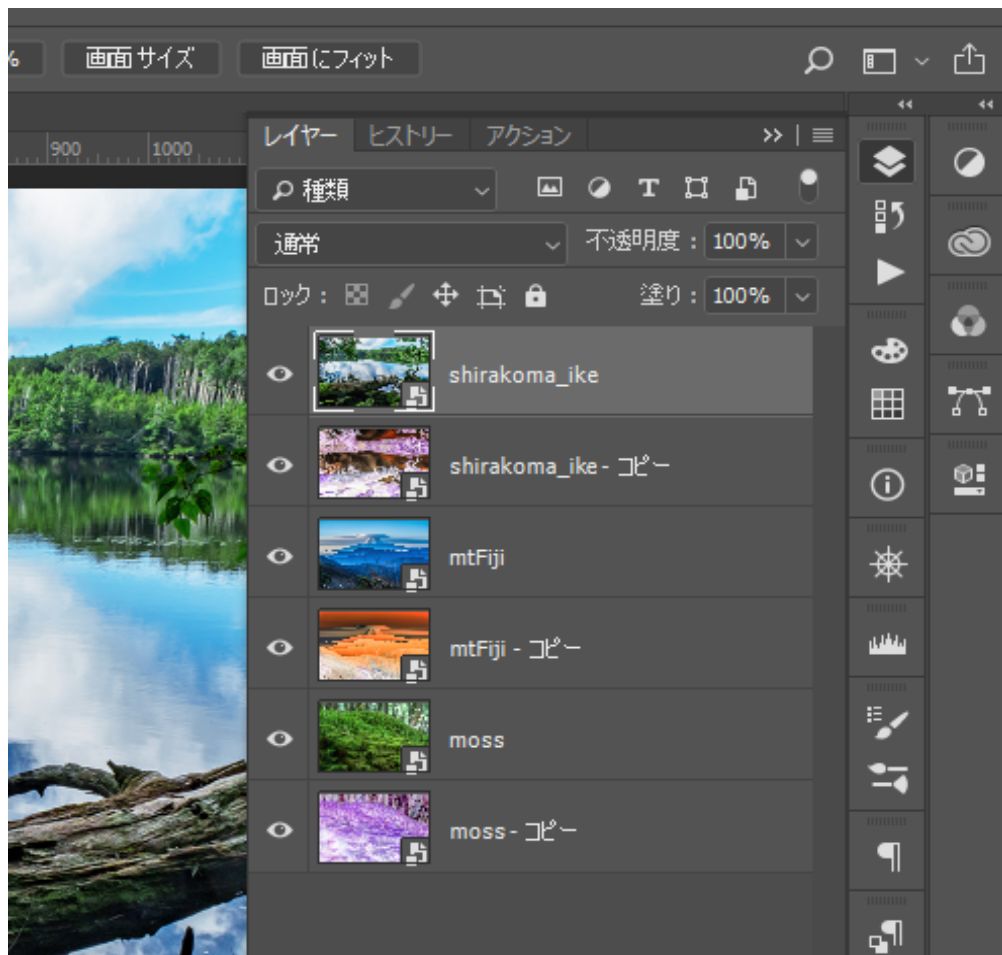 % 画面サイズ 画面にフィット
900 1000
レイヤー ヒストリー アクション
種類 T
通常 不透明度： 100%
ロック： 塗り： 100%
shirakoma_ike
shirakoma_ike - コピー
mtFiji
mtFiji - コピー
moss
moss - コピー